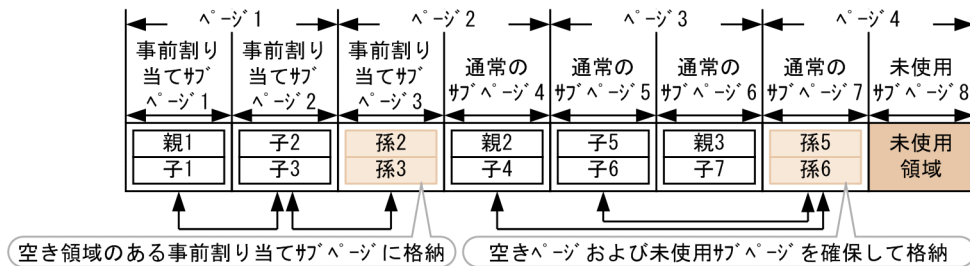 ﾍﾟｰｼﾞ1 ﾍﾟｰｼﾞ2 ﾍﾟｰｼﾞ3 ﾍﾟｰｼﾞ4
事前割り
当てｻﾌﾞ
ﾍﾟｰｼﾞ1
事前割り
当てｻﾌﾞ
ﾍﾟｰｼﾞ2
事前割り
当てｻﾌﾞ
ﾍﾟｰｼﾞ3
通常の
ｻﾌﾞﾍﾟｰｼﾞ4
通常の
ｻﾌﾞﾍﾟｰｼﾞ5
通常の
ｻﾌﾞﾍﾟｰｼﾞ6
通常の
ｻﾌﾞﾍﾟｰｼﾞ7
未使用
ｻﾌﾞﾍﾟｰｼﾞ8
親1
子1
子2
子3
孫2
孫3
親2
子4
子5
子6
親3
子7
孫5
孫6
未使用
領域
空き領域のある事前割り当てｻﾌﾞﾍﾟｰｼﾞに格納
空きﾍﾟｰｼﾞおよび未使用ｻﾌﾞﾍﾟｰｼﾞを確保して格納